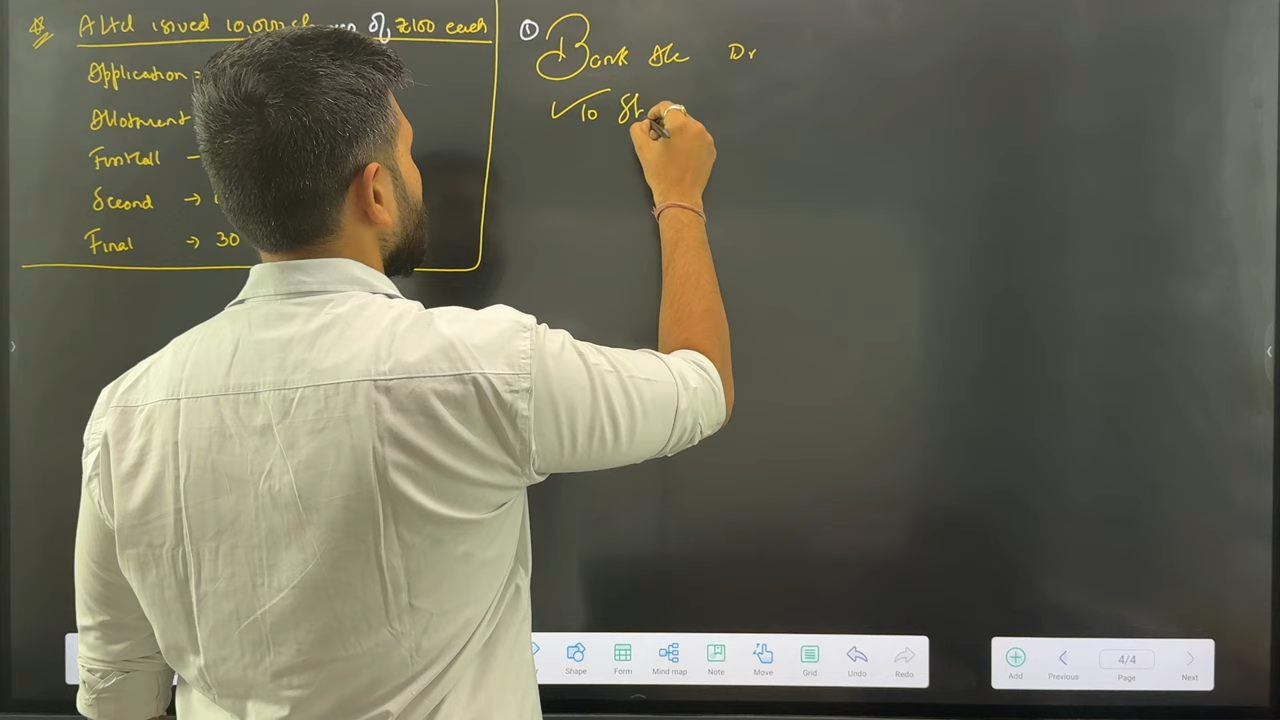 A Ltd issued 10,000 of ₹100 each
Application =
Allotment
First Call →
Second →
Final → 30
① Bank A/c Dr
✓ To Sh
Shape
Form
Mind map
Note
Move
Grid
Undo
Redo
Add
Previous
4/4
Page
Next